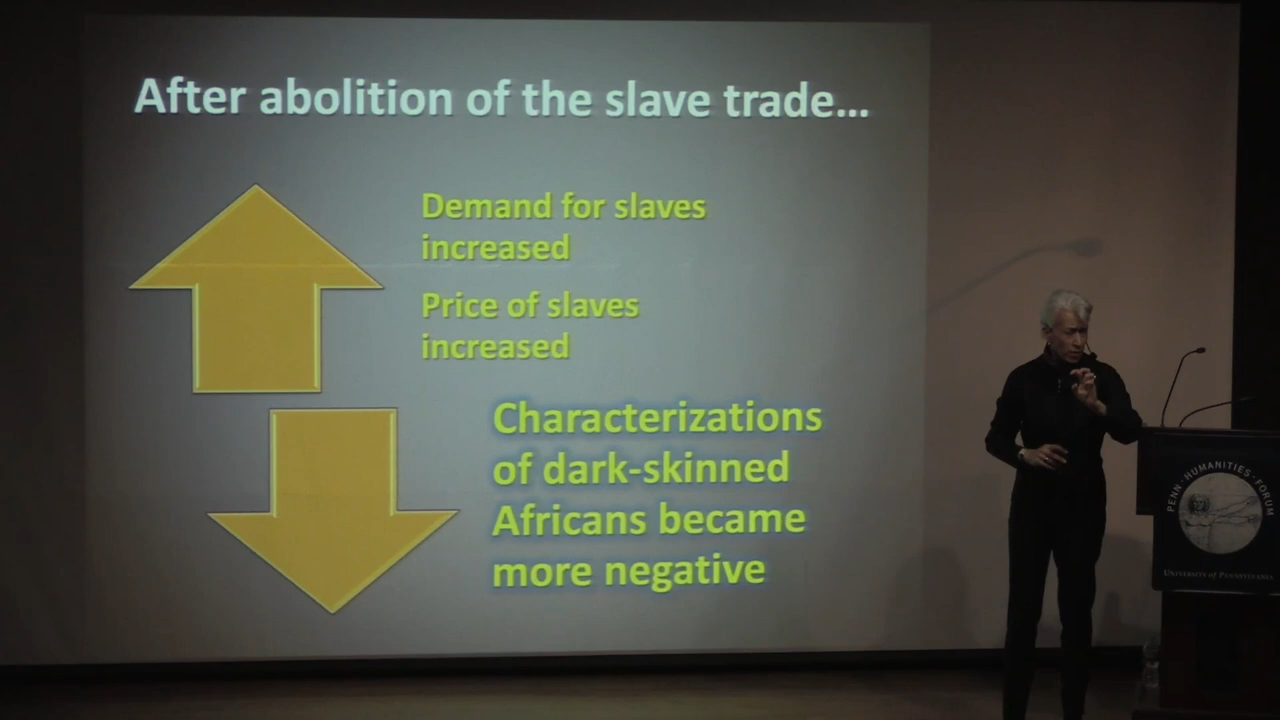 After abolition of the slave trade...
Demand for slaves
increased
Price of slaves
increased
Characterizations
of dark-skinned
Africans became
more negative
PENN · HUMANITIES · FORUM
UNIVERSITY of PENNSYLVANIA